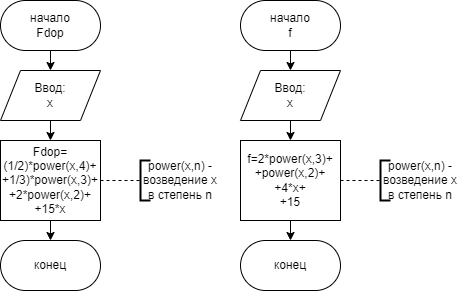 начало
Fdop
Ввод:
x
Fdop=
(1/2)*power(x,4)+
+1/3)*power(x,3)+
+2*power(x,2)+
+15*x
power(x,n) -
возведение x
в степень n
конец
начало
f
Ввод:
x
f=2*power(x,3)+
+power(x,2)+
+4*x+
+15
power(x,n) -
возведение x
в степень n
конец